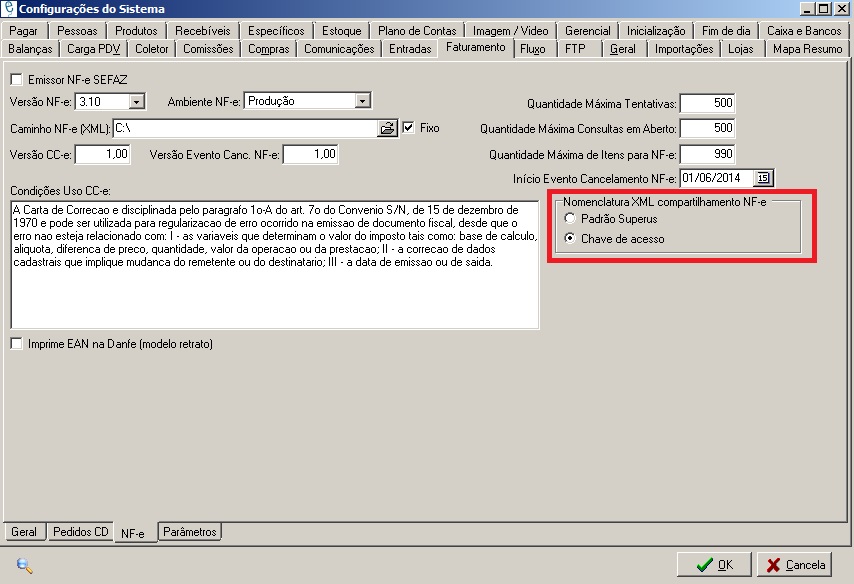 Configurações do Sistema
Pagar Pessoas Produtos Recebíveis Específicos Estoque Plano de Contas Imagem / Video Gerencial Inicialização Fim de dia Caixa e Bancos
Balanças Carga PDV Coletor Comissões Compras Comunicações Entradas Faturamento Fluxo FTP Geral Importações Lojas Mapa Resumo
Emissor NF-e SEFAZ
Versão NF-e: 3.10 Ambiente NF-e: Produção Quantidade Máxima Tentativas: 500
Caminho NF-e (XML): C:\ Fixo Quantidade Máxima Consultas em Aberto: 500
Versão CC-e: 1,00 Versão Evento Canc. NF-e: 1,00 Quantidade Máxima de Itens para NF-e: 990
Início Evento Cancelamento NF-e: 01/06/2014 15
Condições Uso CC-e:
A Carta de Correcao e disciplinada pelo paragrafo 1o-A do art. 7o do Convenio S/N, de 15 de dezembro de
1970 e pode ser utilizada para regularizacao de erro ocorrido na emissao de documento fiscal, desde que o
erro nao esteja relacionado com: I - as variaveis que determinam o valor do imposto tais como: base de calculo,
aliquota, diferenca de preco, quantidade, valor da operacao ou da prestacao; II - a correcao de dados
cadastrais que implique mudanca do remetente ou do destinatario; III - a data de emissao ou de saida.
Nomenclatura XML compartilhamento NF-e
Padrão Superus
Chave de acesso
Imprime EAN na Danfe (modelo retrato)
Geral Pedidos CD NF-e Parâmetros
OK Cancela